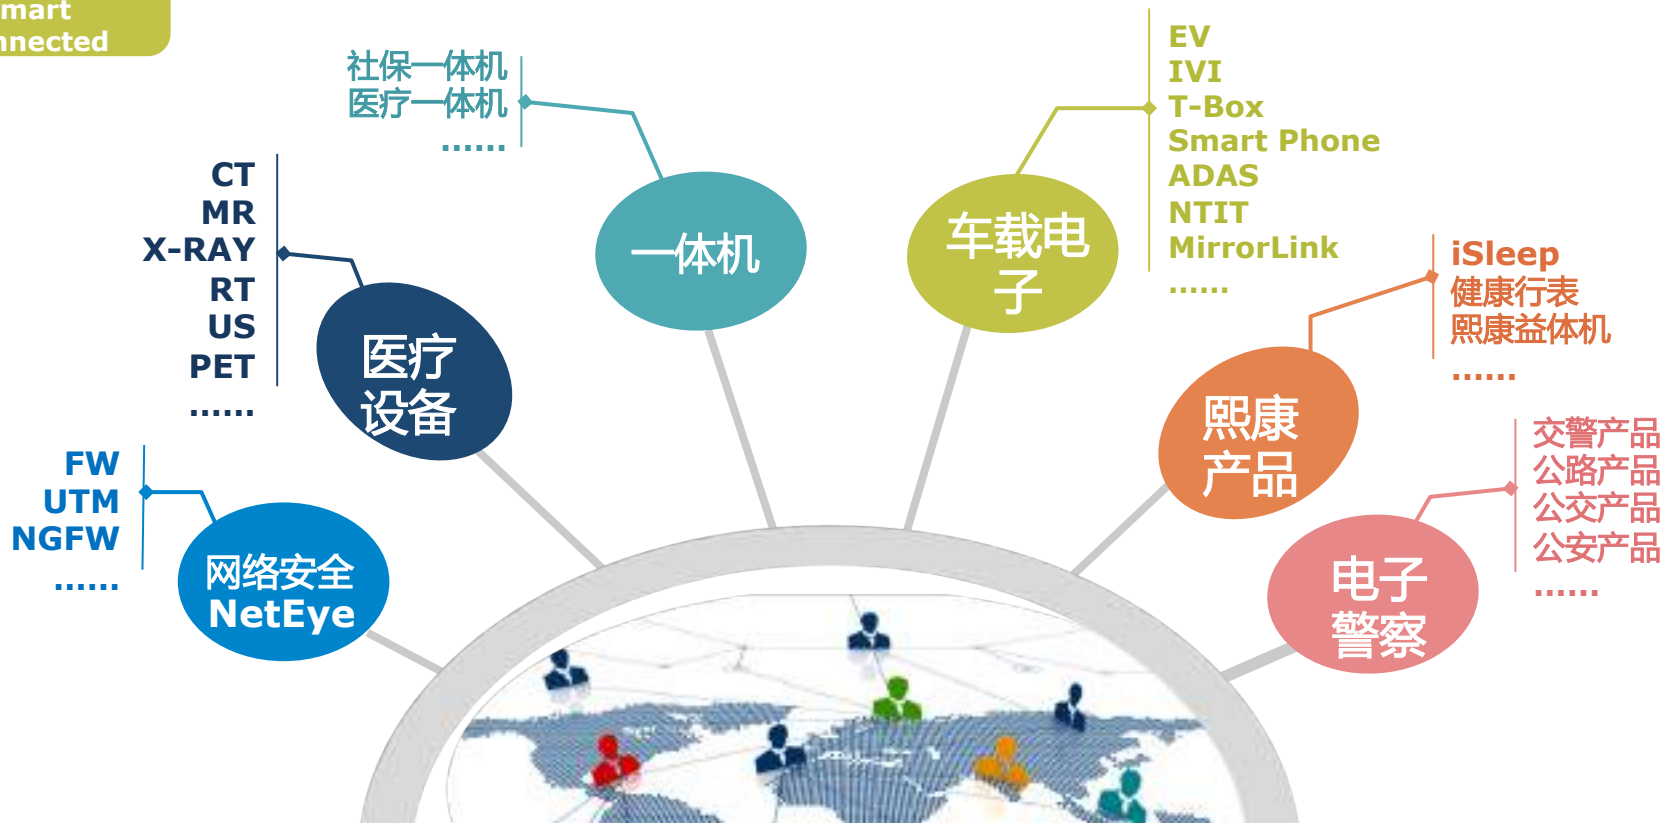 mart
nnected
社保一体机
医疗一体机
......
一体机
EV
IVI
T-Box
Smart Phone
ADAS
NTIT
MirrorLink
......
车载电
子
CT
MR
X-RAY
RT
US
PET
......
医疗
设备
iSleep
健康行表
熙康益体机
......
熙康
产品
FW
UTM
NGFW
......
网络安全
NetEye
交警产品
公路产品
公交产品
公安产品
......
电子
警察